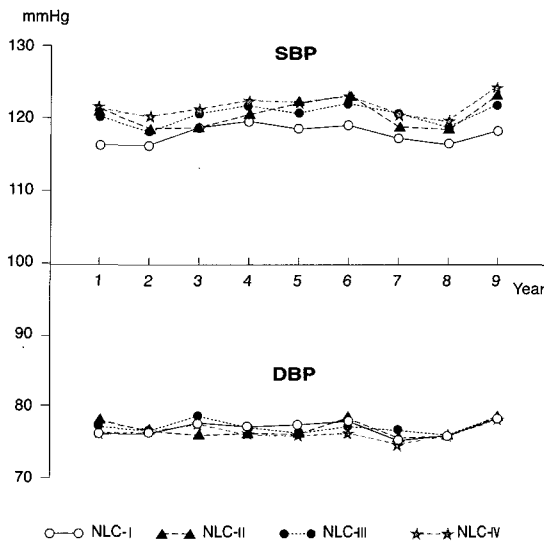 mmHg
130
SBP
120
110
100
1 2 3 4 5 6 7 8 9 Year
90
DBP
80
70
NLC-I NLC-II NLC-III NLC-IV